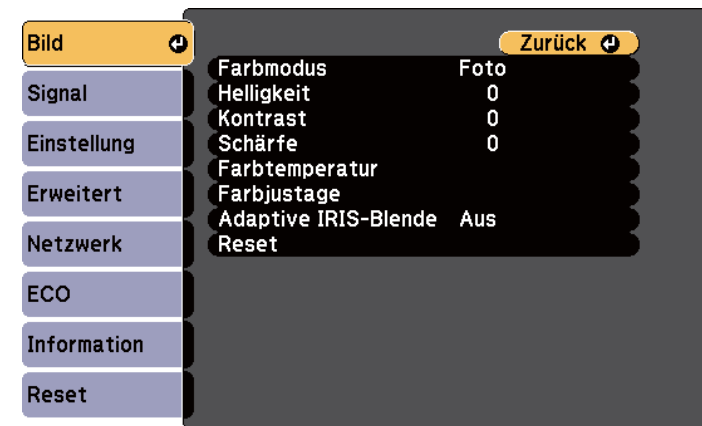 Bild
Signal
Einstellung
Erweitert
Netzwerk
ECO
Information
Reset
Zurück
Farbmodus Foto
Helligkeit 0
Kontrast 0
Schärfe 0
Farbtemperatur
Farbjustage
Adaptive IRIS-Blende Aus
Reset